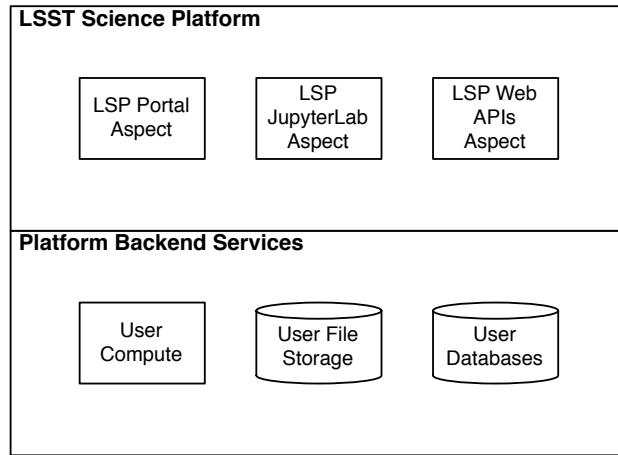 LSST Science Platform
LSP Portal
Aspect
LSP
JupyterLab
Aspect
LSP Web
APIs
Aspect
Platform Backend Services
User
Compute
User File
Storage
User
Databases